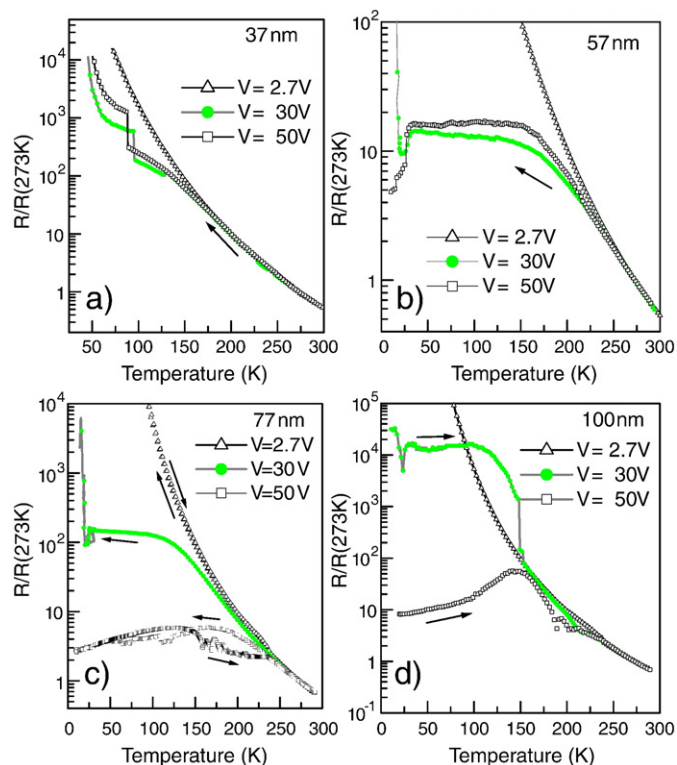 37nm
V= 2.7V
V= 30V
V= 50V
R/R(273K)
10^4
10^3
10^2
10
1
a)
50 100 150 200 250 300
Temperature (K)
57nm
V= 2.7V
V= 30V
V= 50V
R/R(273K)
10^2
10
1
b)
0 50 100 150 200 250 300
Temperature (K)
77nm
V=2.7V
V=30V
V=50V
R/R(273K)
10^4
10^3
10^2
10
1
c)
0 50 100 150 200 250 300
Temperature (K)
100nm
V= 2.7V
V= 30V
V= 50V
R/R(273K)
10^5
10^4
10^3
10^2
10^1
10^0
10^-1
d)
0 50 100 150 200 250 300
Temperature (K)